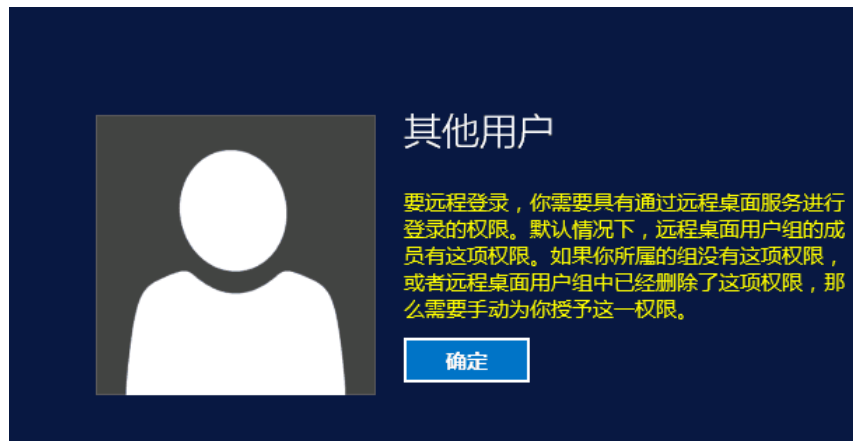 其他用户
要远程登录，你需要具有通过远程桌面服务进行
登录的权限。默认情况下，远程桌面用户组的成
员有这项权限。如果你所属的组没有这项权限，
或者远程桌面用户组中已经删除了这项权限，那
么需要手动为你授予这一权限。
确定